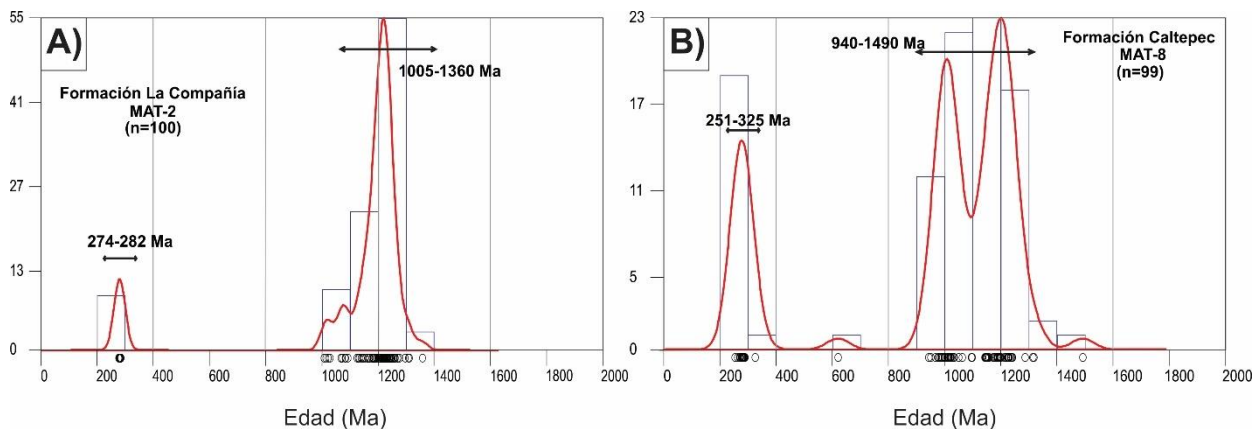 A)
55
41
27
13
0
Formación La Compañía
MAT-2
(n=100)
1005-1360 Ma
274-282 Ma
0 200 400 600 800 1000 1200 1400 1600 1800 2000
Edad (Ma)
B)
23
17
11
5
0
940-1490 Ma
Formación Caltepec
MAT-8
(n=99)
251-325 Ma
0 200 400 600 800 1000 1200 1400 1600 1800 2000
Edad (Ma)